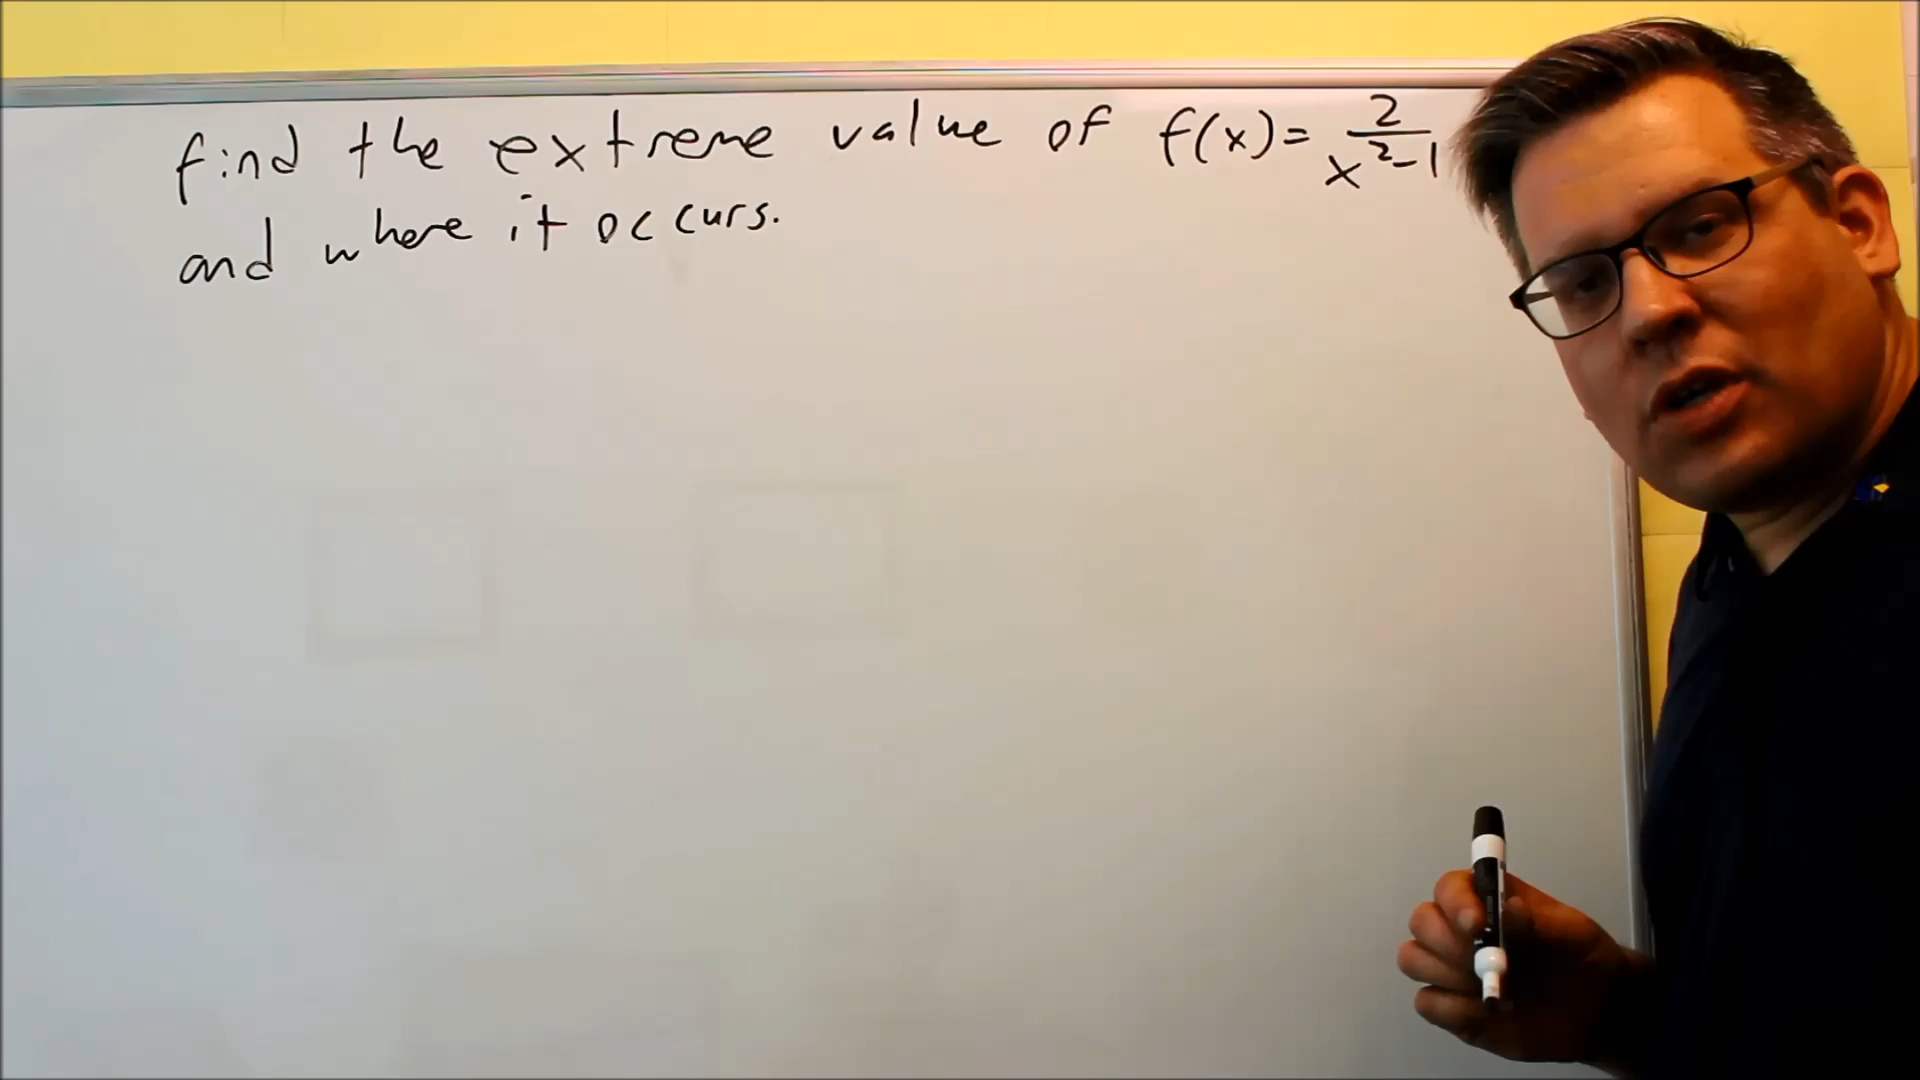 find the extreme value of f(x)= 2/(x²-1)
and where it occurs.